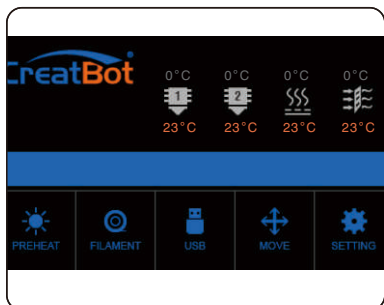 CreatBot
0°C 0°C 0°C 0°C
1 2
23°C 23°C 23°C 23°C
PREHEAT FILAMENT USB MOVE SETTING